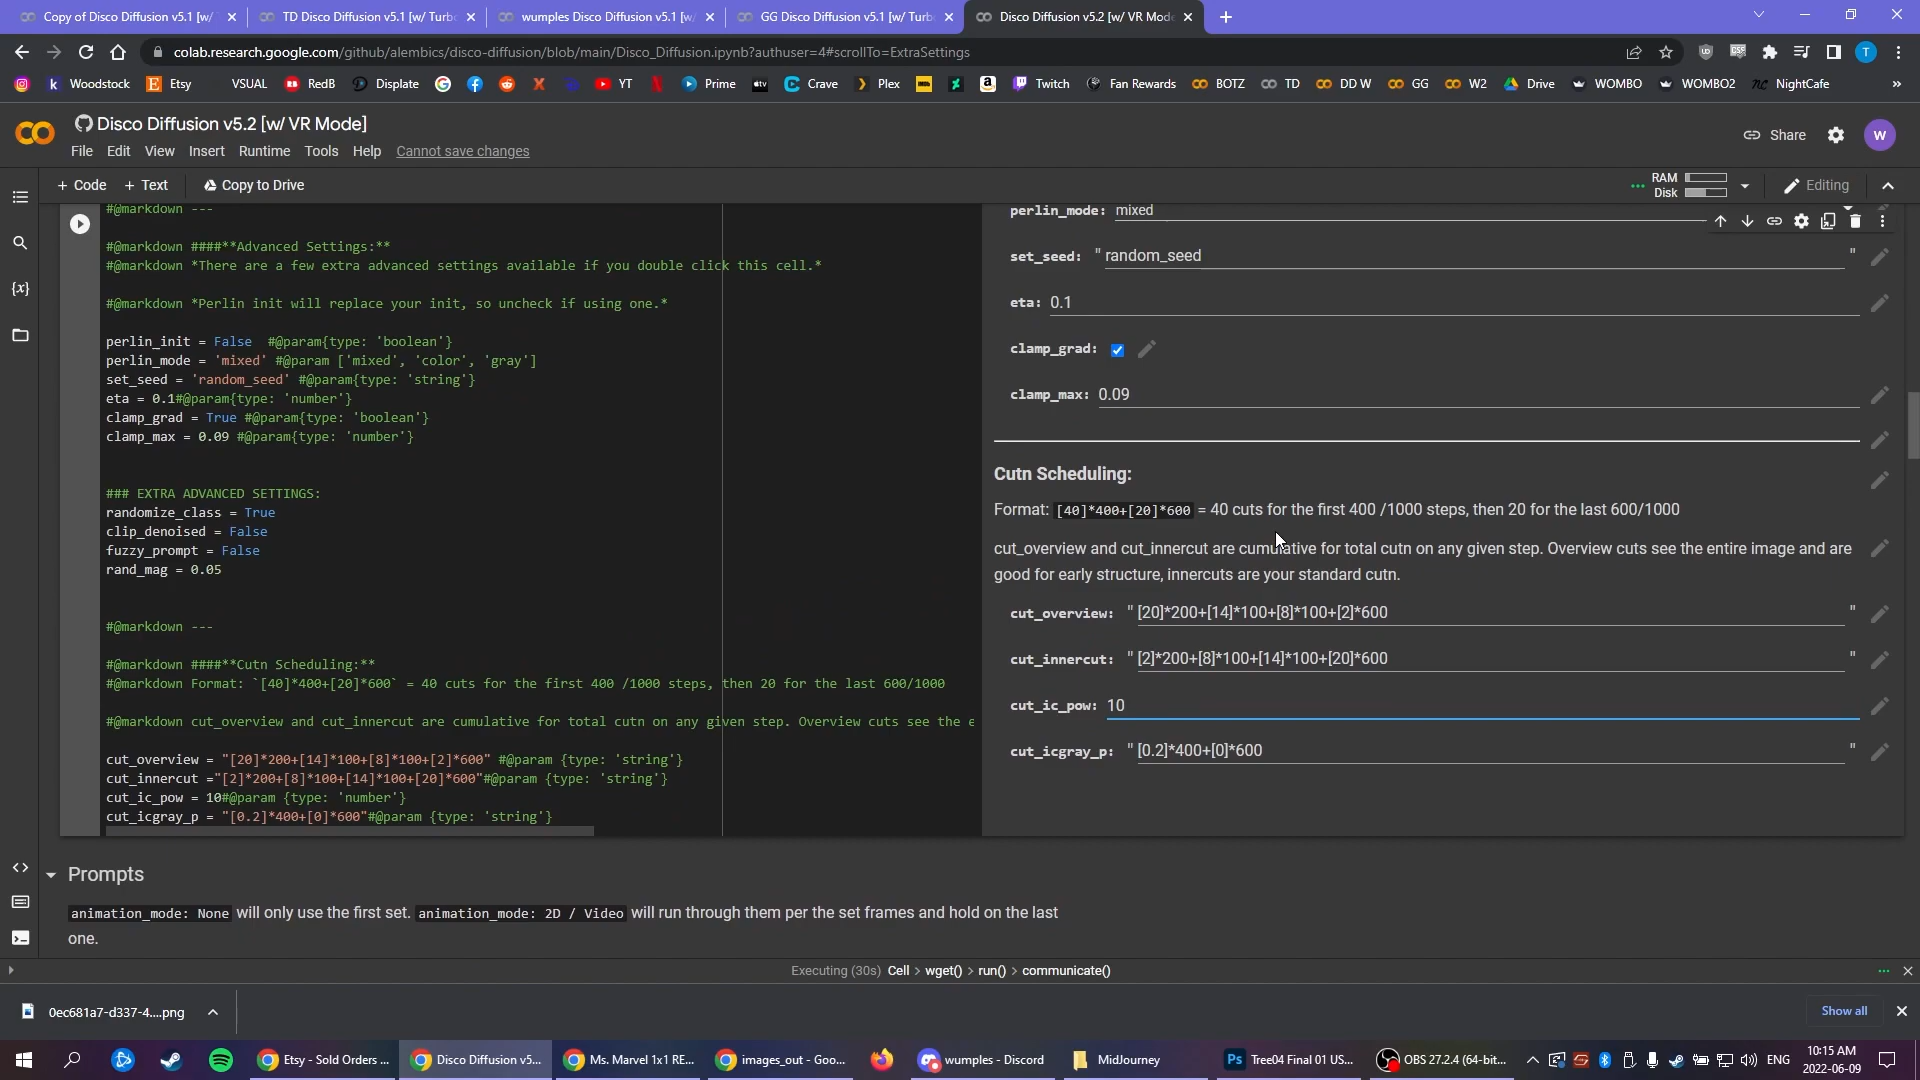 Copy of Disco Diffusion v5.1 [w/ T
TD Disco Diffusion v5.1 [w/ Turbo
wumples Disco Diffusion v5.1 [w/
GG Disco Diffusion v5.1 [w/ Turb
Disco Diffusion v5.2 [w/ VR Mode
colab.research.google.com/github/alembics/disco-diffusion/blob/main/Disco_Diffusion.ipynb?authuser=4#scrollTo=ExtraSettings
T
Woodstock
Etsy
VSUAL
RedB
Displate
YT
Prime
Crave
Plex
Twitch
Fan Rewards
BOTZ
TD
DD W
GG
W2
Drive
WOMBO
WOMBO2
NightCafe
»
Disco Diffusion v5.2 [w/ VR Mode]
File Edit View Insert Runtime Tools Help Cannot save changes
Share
W
+ Code + Text Copy to Drive
RAM
Disk
Editing
#@markdown ---
#@markdown ####**Advanced Settings:**
#@markdown *There are a few extra advanced settings available if you double click this cell.*
#@markdown *Perlin init will replace your init, so uncheck if using one.*
perlin_init = False  #@param{type: 'boolean'}
perlin_mode = 'mixed' #@param ['mixed', 'color', 'gray']
set_seed = 'random_seed' #@param{type: 'string'}
eta = 0.1#@param{type: 'number'}
clamp_grad = True #@param{type: 'boolean'}
clamp_max = 0.09 #@param{type: 'number'}
### EXTRA ADVANCED SETTINGS:
randomize_class = True
clip_denoised = False
fuzzy_prompt = False
rand_mag = 0.05
#@markdown ---
#@markdown ####**Cutn Scheduling:**
#@markdown Format: `[40]*400+[20]*600` = 40 cuts for the first 400 /1000 steps, then 20 for the last 600/1000
#@markdown cut_overview and cut_innercut are cumulative for total cutn on any given step. Overview cuts see the e
cut_overview = "[20]*200+[14]*100+[8]*100+[2]*600" #@param {type: 'string'}
cut_innercut ="[2]*200+[8]*100+[14]*100+[20]*600"#@param {type: 'string'}
cut_ic_pow = 10#@param {type: 'number'}
cut_icgray_p = "[0.2]*400+[0]*600"#@param {type: 'string'}
perlin_mode: mixed
set_seed: " random_seed "
eta: 0.1
clamp_grad:
clamp_max: 0.09
Cutn Scheduling:
Format: [40]*400+[20]*600 = 40 cuts for the first 400 /1000 steps, then 20 for the last 600/1000
cut_overview and cut_innercut are cumulative for total cutn on any given step. Overview cuts see the entire image and are
good for early structure, innercuts are your standard cutn.
cut_overview: " [20]*200+[14]*100+[8]*100+[2]*600 "
cut_innercut: " [2]*200+[8]*100+[14]*100+[20]*600 "
cut_ic_pow: 10
cut_icgray_p: " [0.2]*400+[0]*600 "
Prompts
animation_mode: None will only use the first set. animation_mode: 2D / Video will run through them per the set frames and hold on the last
one.
Executing (30s) Cell > wget() > run() > communicate()
0ec681a7-d337-4....png
Show all
Etsy - Sold Orders ...
Disco Diffusion v5...
Ms. Marvel 1x1 RE...
images_out - Goo...
wumples - Discord
MidJourney
Ps Tree04 Final 01 US...
OBS 27.2.4 (64-bit...
ENG
10:15 AM
2022-06-09